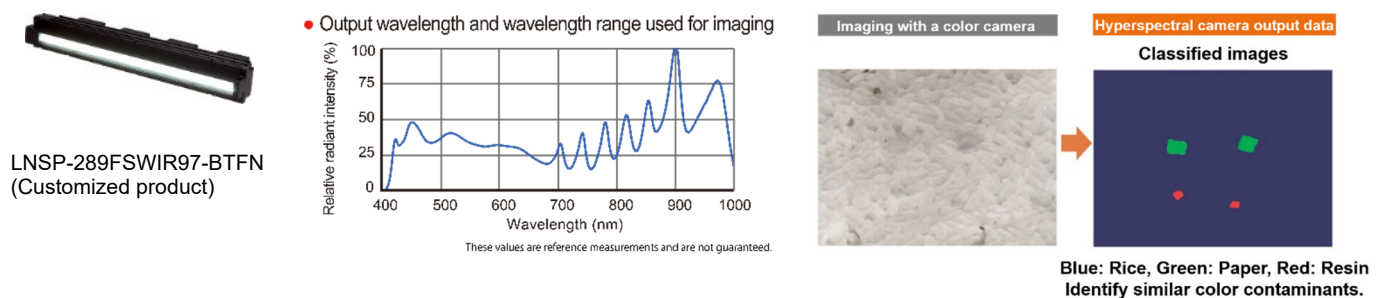 LNSP-289FSWIR97-BTFN
(Customized product)
Output wavelength and wavelength range used for imaging
Relative radiant intensity (%)
100
75
50
25
0
400 500 600 700 800 900 1000
Wavelength (nm)
These values are reference measurements and are not guaranteed.
Imaging with a color camera
Hyperspectral camera output data
Classified images
Blue: Rice, Green: Paper, Red: Resin
Identify similar color contaminants.